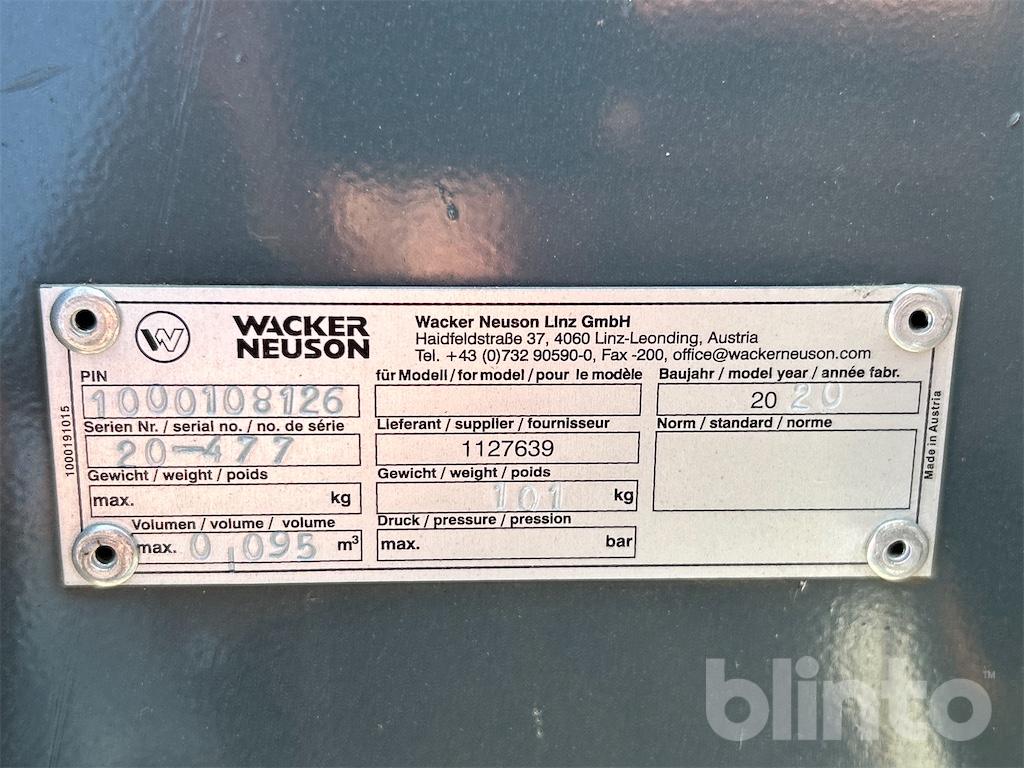 W
WACKER
NEUSON
Wacker Neuson Linz GmbH
Haidfeldstraße 37, 4060 Linz-Leonding, Austria
Tel. +43 (0)732 90590-0, Fax -200, office@wackerneuson.com
PIN
1000108126
für Modell / for model / pour le modèle
Baujahr / model year / année fabr.
20 20
Serien Nr. / serial no. / no. de série
20-477
Lieferant / supplier / fournisseur
1127639
Norm / standard / norme
Gewicht / weight / poids
max. kg
Gewicht / weight / poids
101 kg
Volumen / volume / volume
max. 0,095 m³
Druck / pressure / pression
max. bar
1000191015
Made in Austria
blinto™